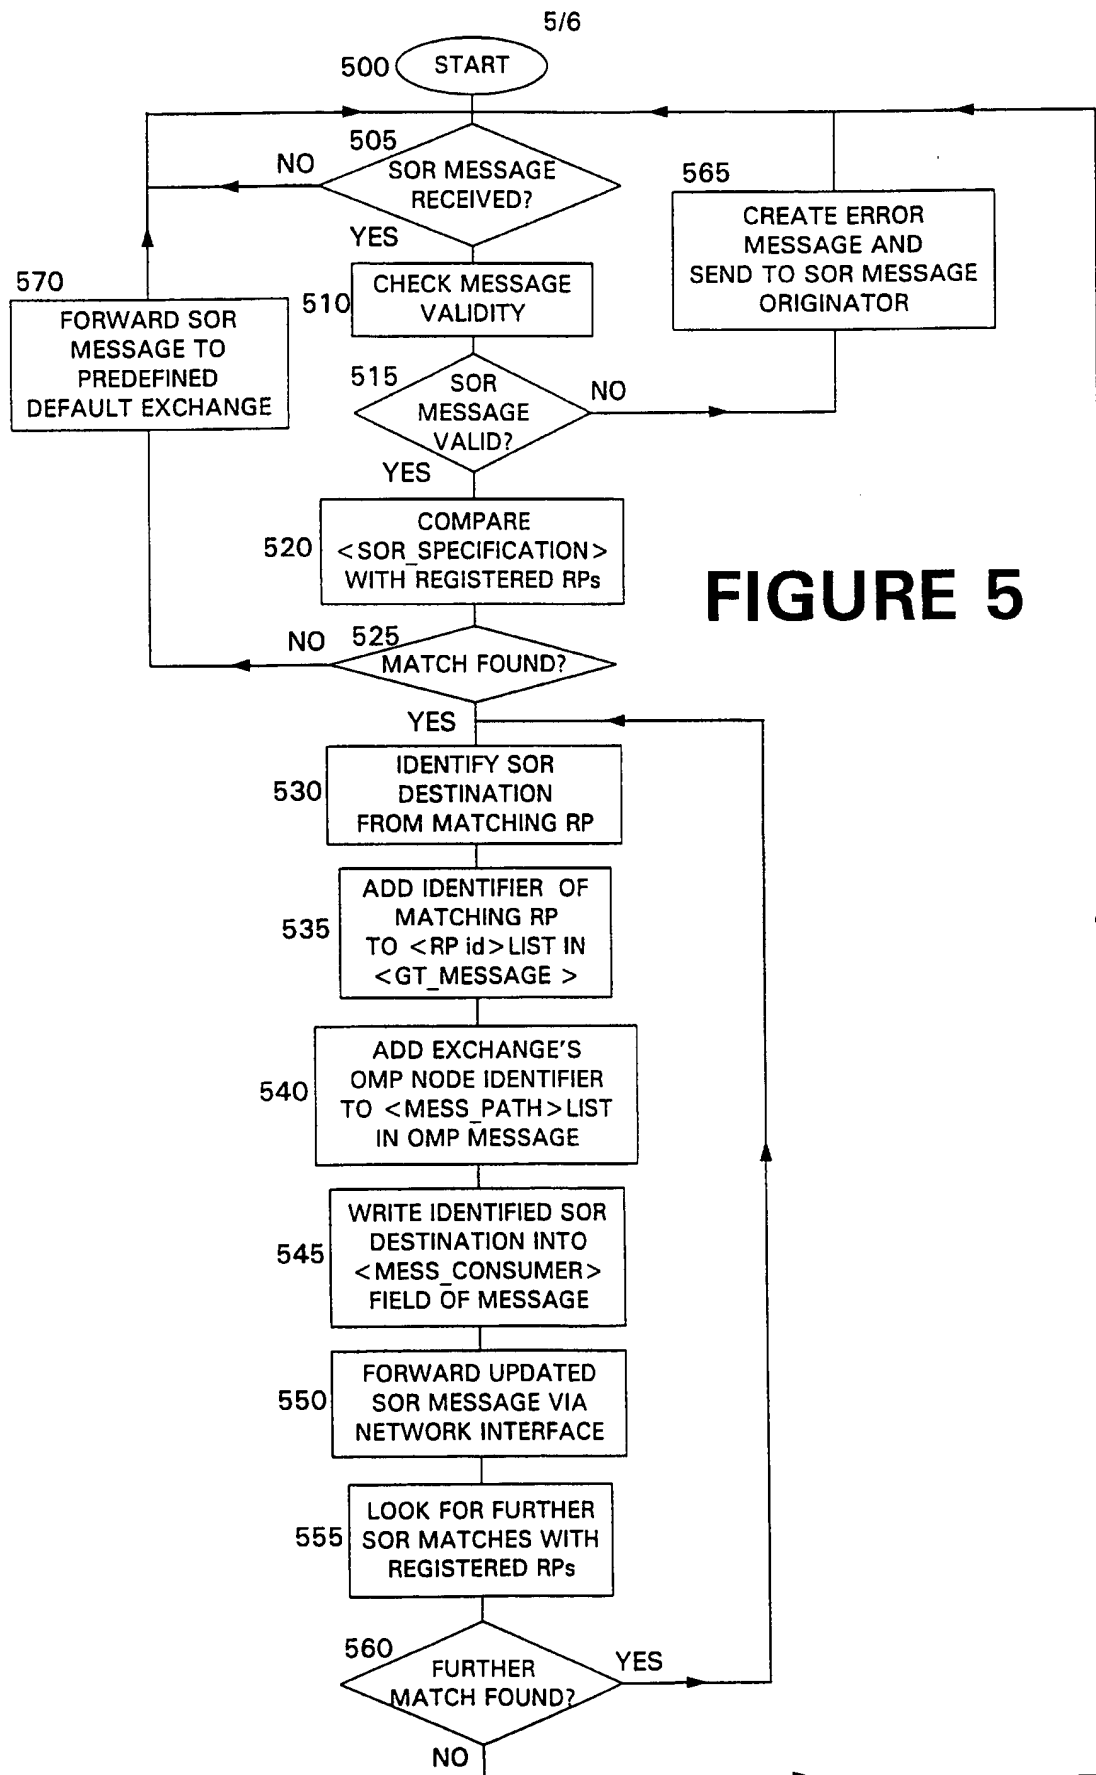 5/6
500
START
505
NO
SOR MESSAGE
RECEIVED?
YES
565
CREATE ERROR
MESSAGE AND
SEND TO SOR MESSAGE
ORIGINATOR
570
FORWARD SOR
MESSAGE TO
PREDEFINED
DEFAULT EXCHANGE
510
CHECK MESSAGE
VALIDITY
515
SOR
MESSAGE
VALID?
NO
YES
520
COMPARE
<SOR_SPECIFICATION>
WITH REGISTERED RPs
FIGURE 5
NO
525
MATCH FOUND?
YES
530
IDENTIFY SOR
DESTINATION
FROM MATCHING RP
535
ADD IDENTIFIER OF
MATCHING RP
TO <RP id> LIST IN
<GT_MESSAGE >
540
ADD EXCHANGE'S
OMP NODE IDENTIFIER
TO <MESS_PATH> LIST
IN OMP MESSAGE
545
WRITE IDENTIFIED SOR
DESTINATION INTO
<MESS_CONSUMER>
FIELD OF MESSAGE
550
FORWARD UPDATED
SOR MESSAGE VIA
NETWORK INTERFACE
555
LOOK FOR FURTHER
SOR MATCHES WITH
REGISTERED RPs
560
FURTHER
MATCH FOUND?
YES
NO